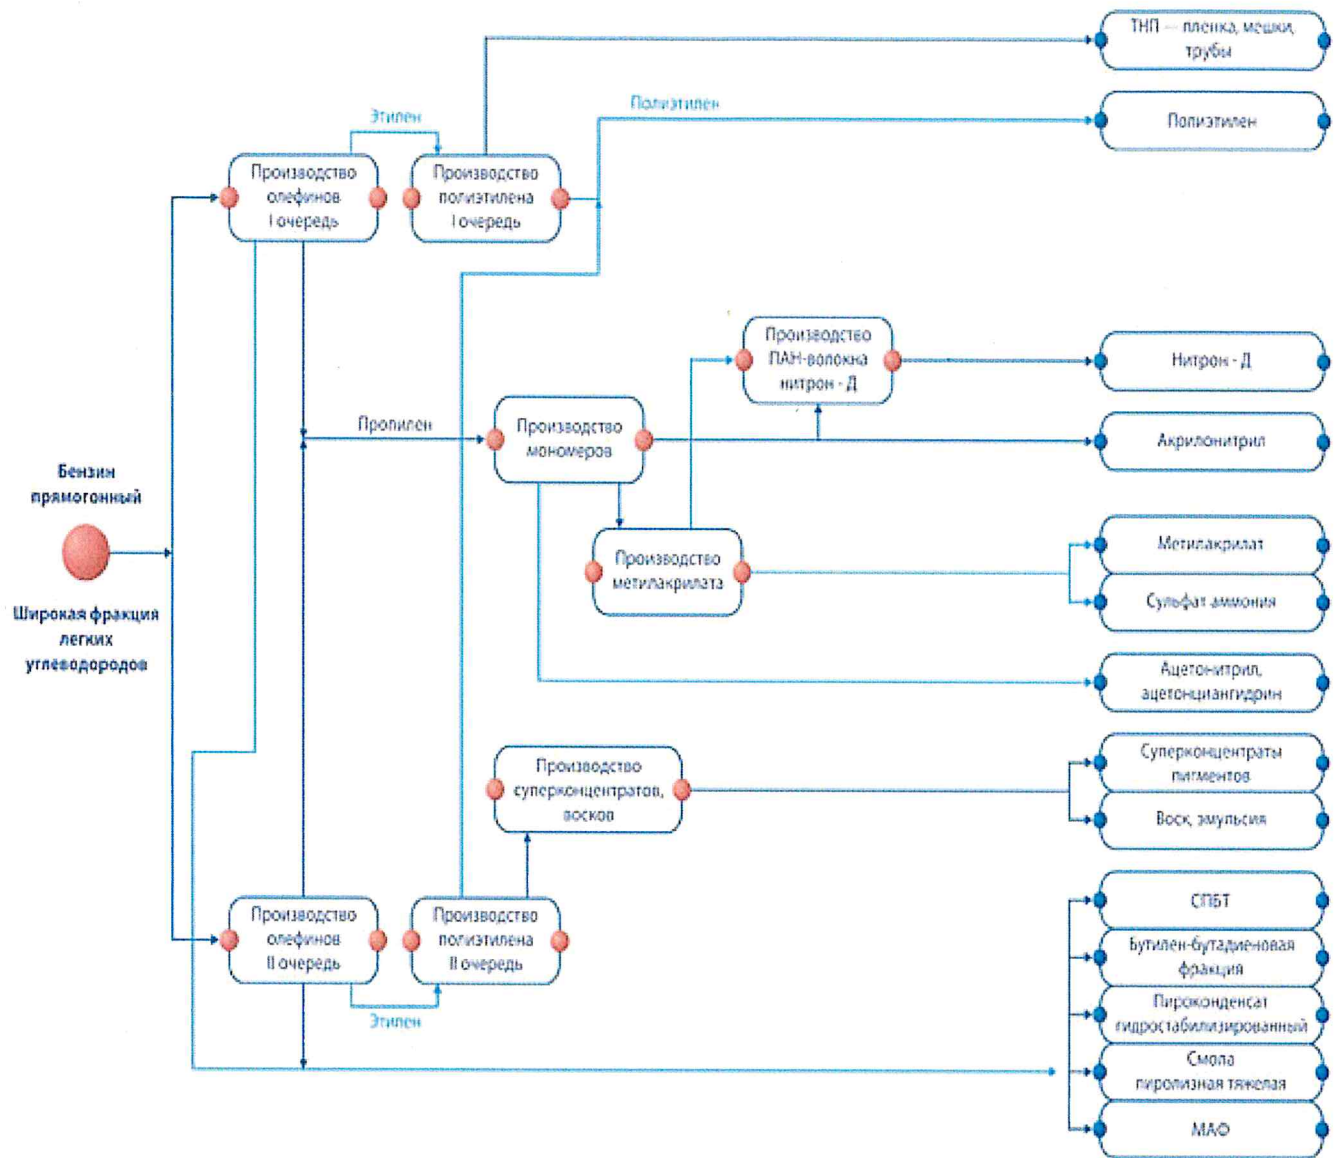 ТНП — пленка, мешки,
трубы
Этилен
Полиэтилен
Полиэтилен
Производство
олефинов
I очередь
Производство
полиэтилена
I очередь
Производство
ПАН-волокна
нитрон - Д
Нитрон - Д
Пропилен
Производство
мономеров
Акрилонитрил
Бензин
прямогонный
Широкая фракция
легких
углеводородов
Производство
метилакрилата
Метилакрилат
Сульфат аммония
Ацетонитрил,
ацетонциангидрин
Производство
суперконцентратов,
восков
Суперконцентраты
пигментов
Воск, эмульсия
Производство
олефинов
II очередь
Производство
полиэтилена
II очередь
Этилен
СПБТ
Бутилен-бутадиеновая
фракция
Пироконденсат
гидростабилизированный
Смола
пиролизная тяжелая
МАФ